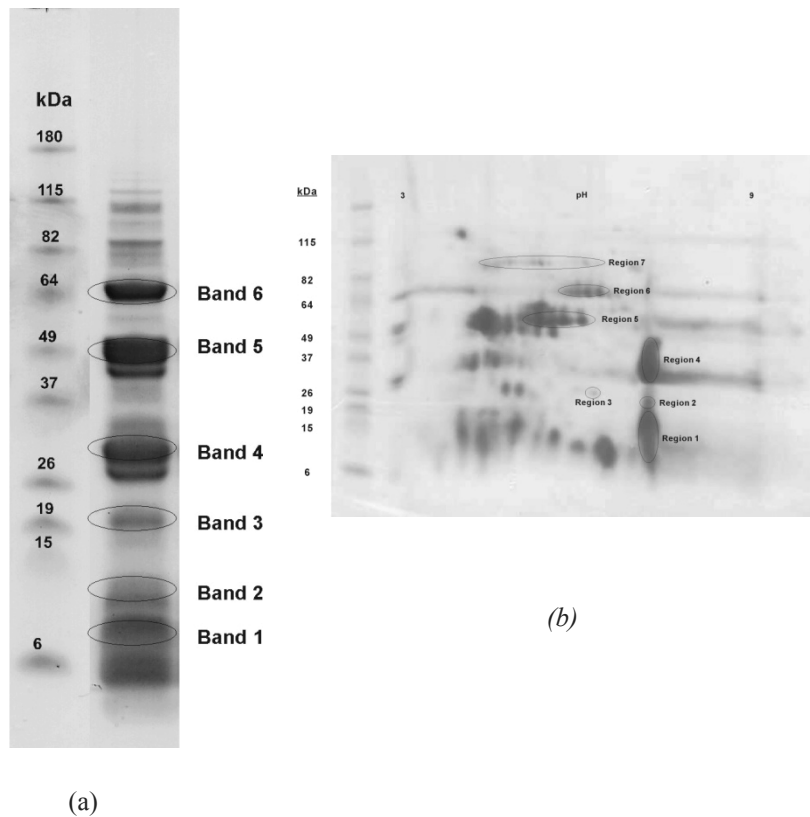 kDa
180
115
82
64
49
37
26
19
15
6
Band 6
Band 5
Band 4
Band 3
Band 2
Band 1
(a)
kDa
3 pH 9
115
82
64
49
37
26
19
15
6
Region 7
Region 6
Region 5
Region 4
Region 3 Region 2
Region 1
(b)